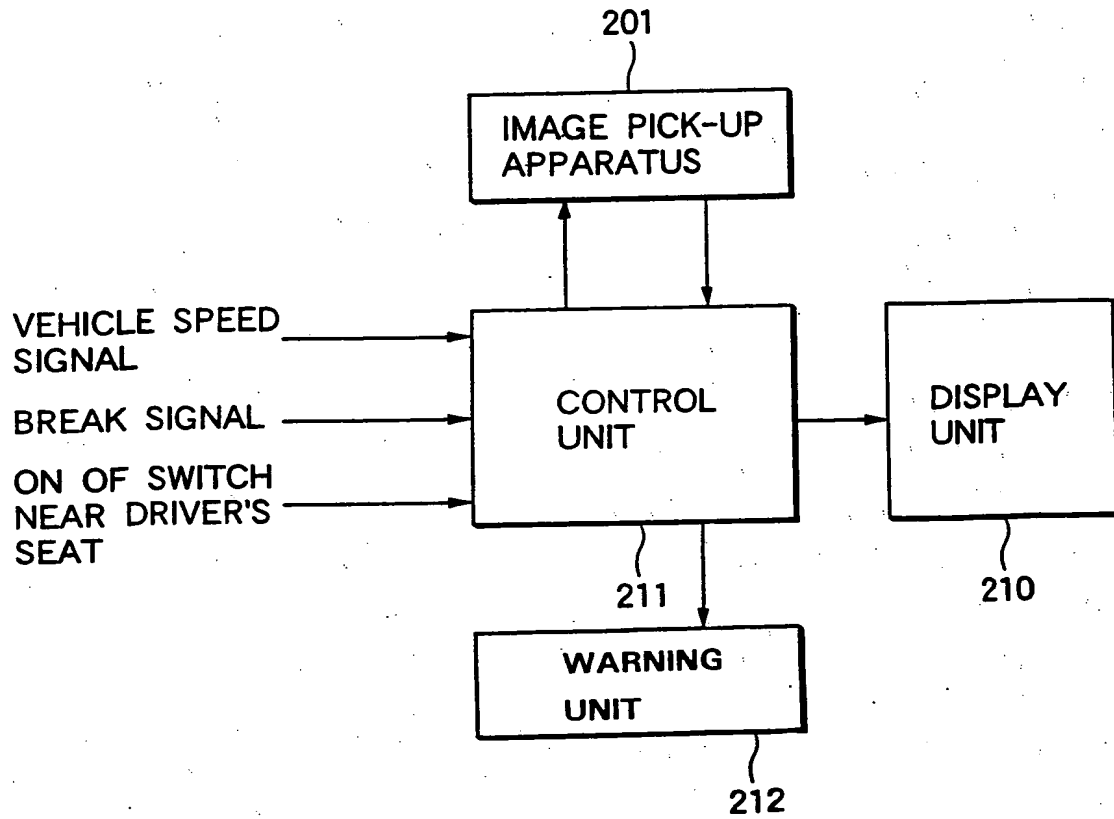 201
IMAGE PICK-UP
APPARATUS
VEHICLE SPEED
SIGNAL
BREAK SIGNAL
ON OF SWITCH
NEAR DRIVER'S
SEAT
CONTROL
UNIT
211
DISPLAY
UNIT
210
WARNING
UNIT
212